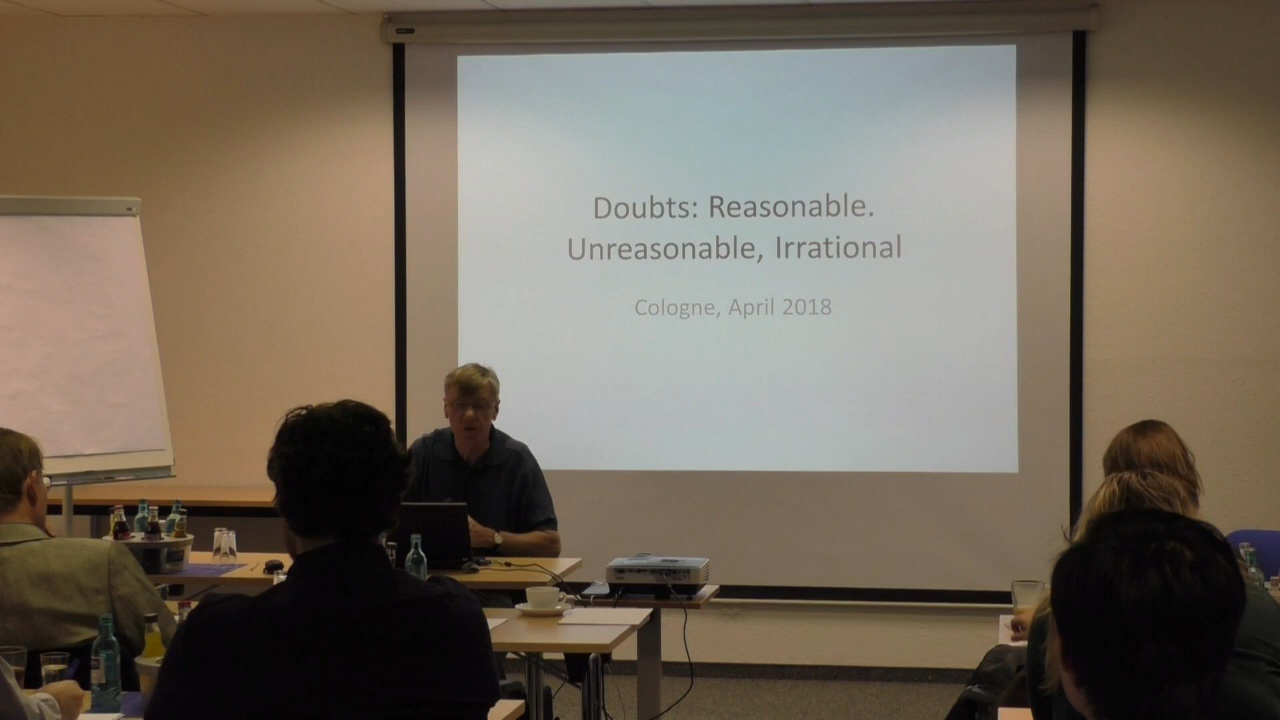 Doubts: Reasonable.
Unreasonable, Irrational
Cologne, April 2018